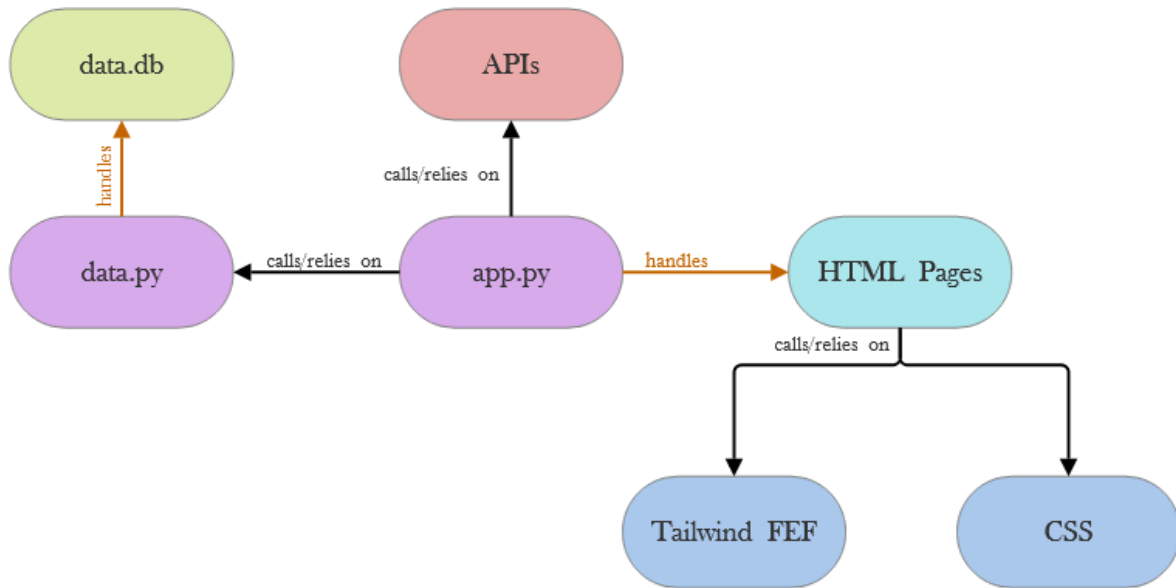 data.db
APIs
handles
calls/relies on
data.py
calls/relies on
app.py
handles
HTML Pages
calls/relies on
Tailwind FEF
CSS